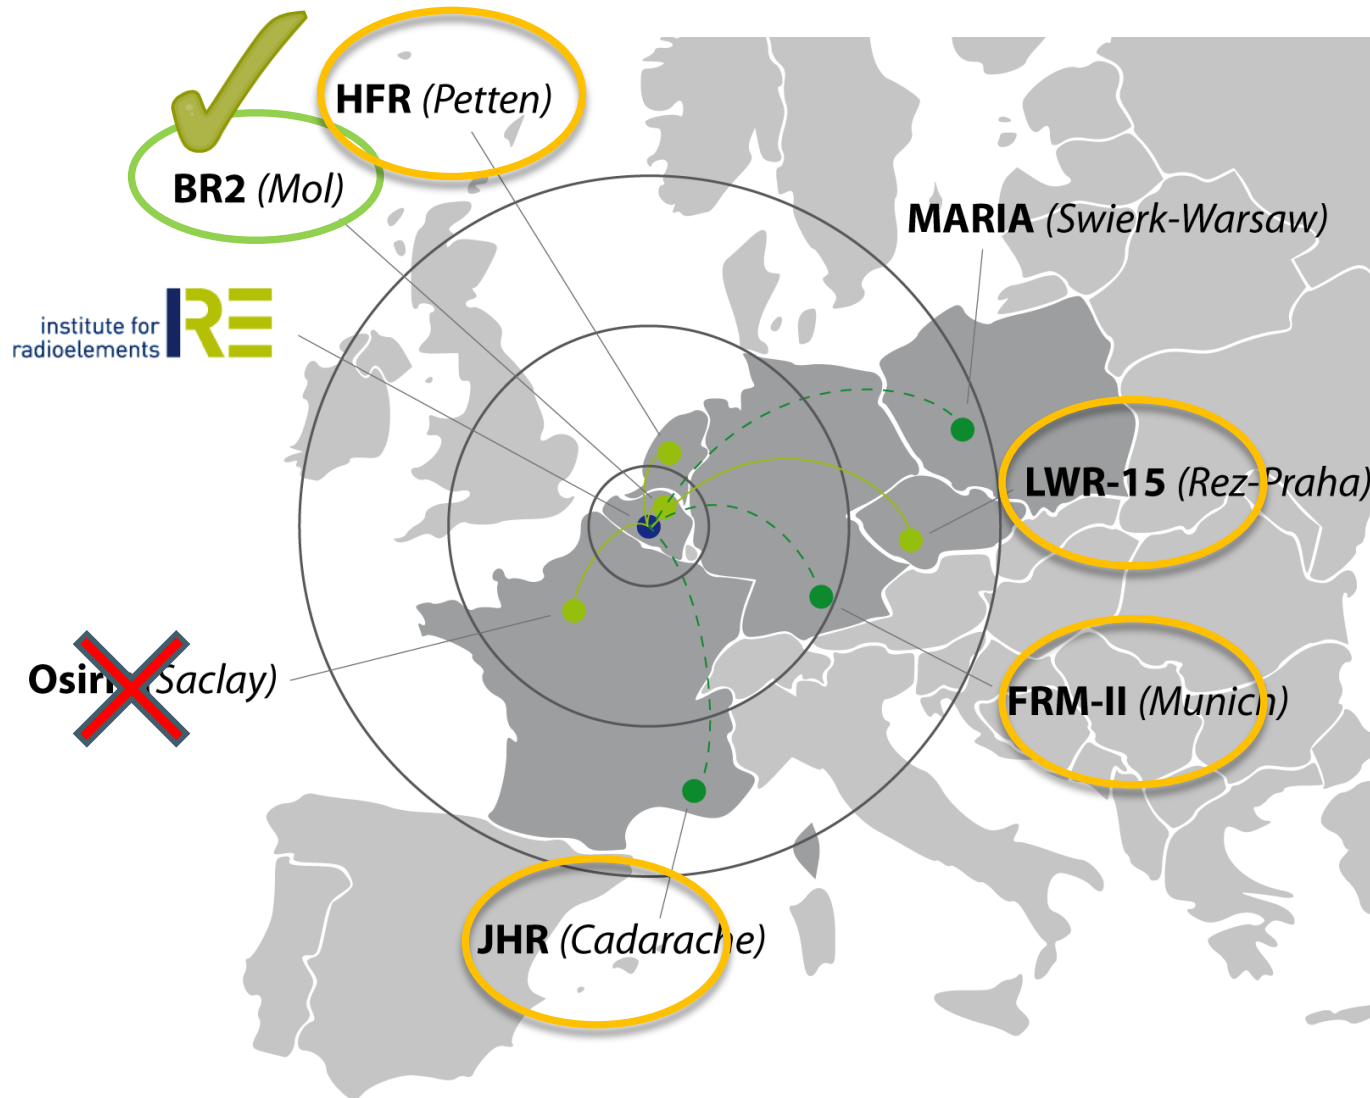 HFR (Petten)
BR2 (Mol)
MARIA (Swierk-Warsaw)
institute for
radioelements IRE
LWR-15 (Rez-Praha)
(Saclay)
FRM-II (Munich)
JHR (Cadarache)